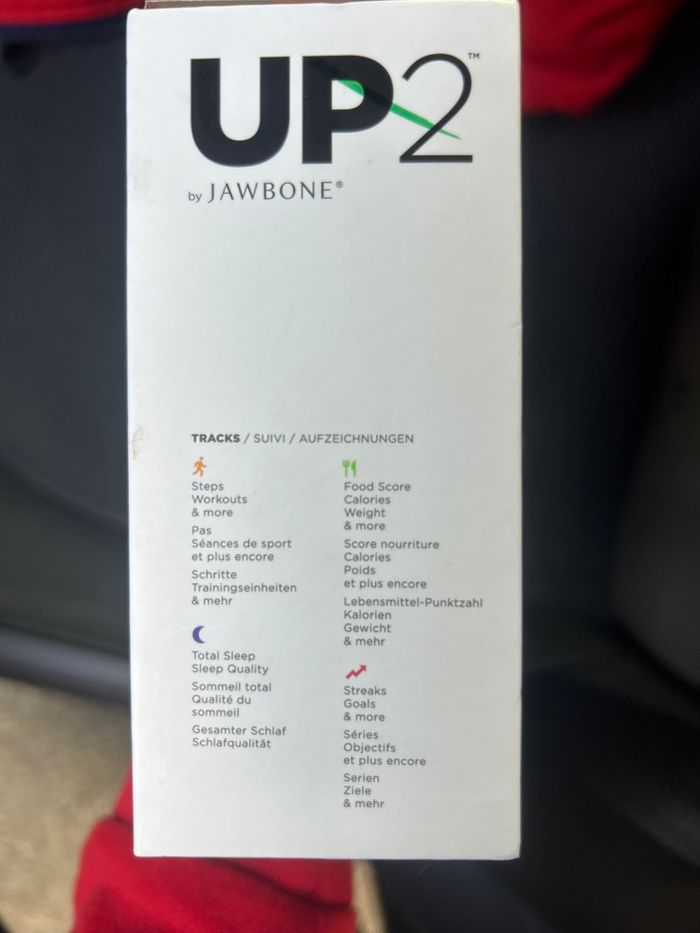 UP2™
by JAWBONE®
TRACKS / SUIVI / AUFZEICHNUNGEN
Steps
Workouts
& more
Pas
Séances de sport
et plus encore
Schritte
Trainingseinheiten
& mehr
Total Sleep
Sleep Quality
Sommeil total
Qualité du
sommeil
Gesamter Schlaf
Schlafqualität
Food Score
Calories
Weight
& more
Score nourriture
Calories
Poids
et plus encore
Lebensmittel-Punktzahl
Kalorien
Gewicht
& mehr
Streaks
Goals
& more
Séries
Objectifs
et plus encore
Serien
Ziele
& mehr